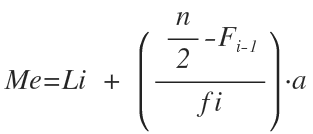 Me=Li + ( (n/2 -F_{i-1}) / fi ) ·a